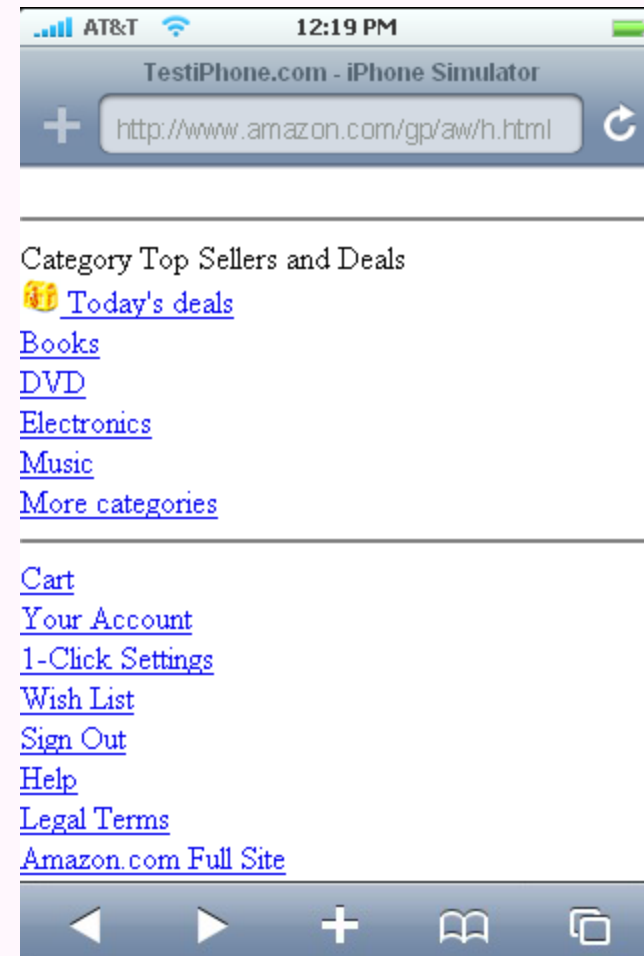 AT&T 12:19 PM
TestiPhone.com - iPhone Simulator
http://www.amazon.com/gp/aw/h.html
Category Top Sellers and Deals
Today's deals
Books
DVD
Electronics
Music
More categories
Cart
Your Account
1-Click Settings
Wish List
Sign Out
Help
Legal Terms
Amazon.com Full Site